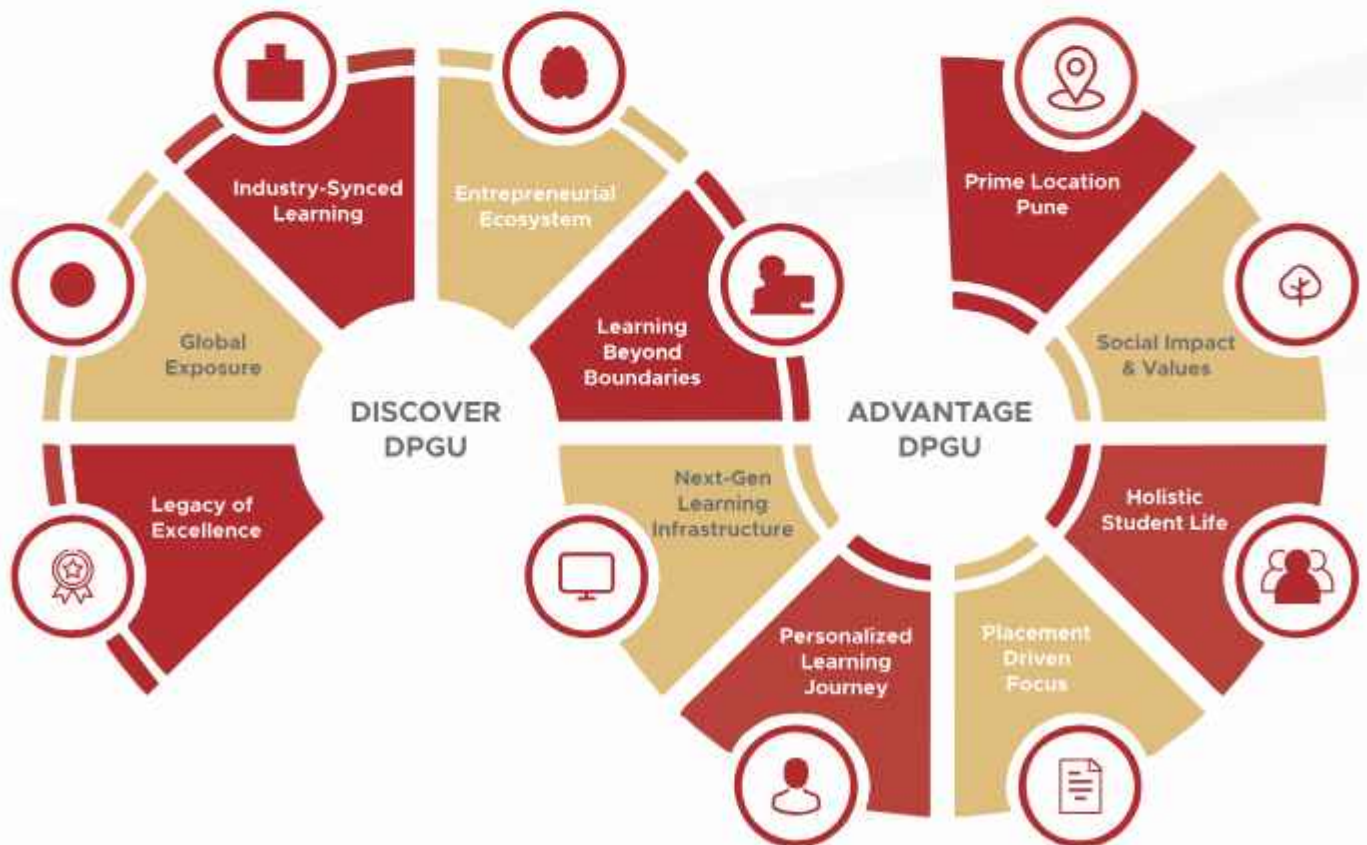 Industry-Synced
Learning
Entrepreneurial
Ecosystem
Prime Location
Pune
Global
Exposure
Learning
Beyond
Boundaries
Social Impact
& Values
DISCOVER
DPGU
ADVANTAGE
DPGU
Legacy of
Excellence
Next-Gen
Learning
Infrastructure
Holistic
Student Life
Personalized
Learning
Journey
Placement
Driven
Focus